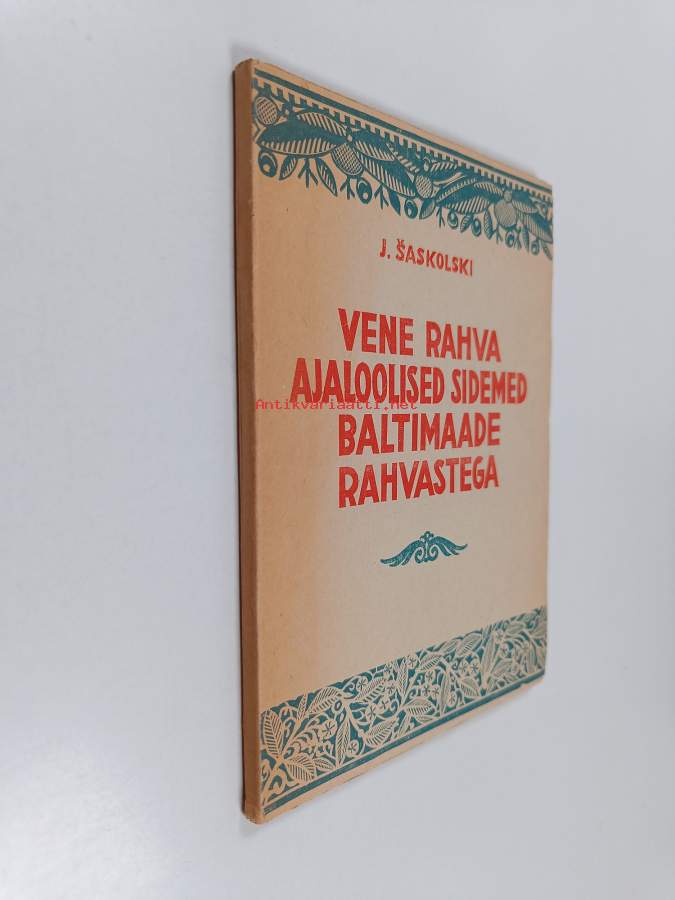 J. ŠASKOLSKI
VENE RAHVA
AJALOOLISED SIDEMED
Antikvariaatti.net
BALTIMAADE
RAHVASTEGA